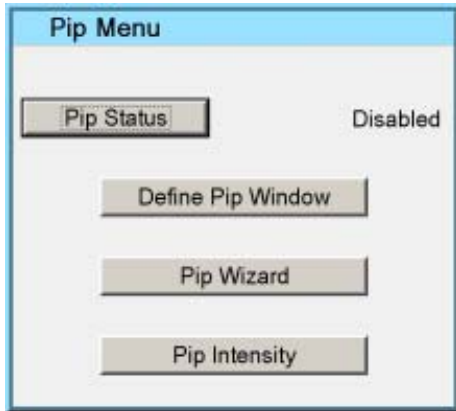 Pip Menu
Pip Status Disabled
Define Pip Window
Pip Wizard
Pip Intensity